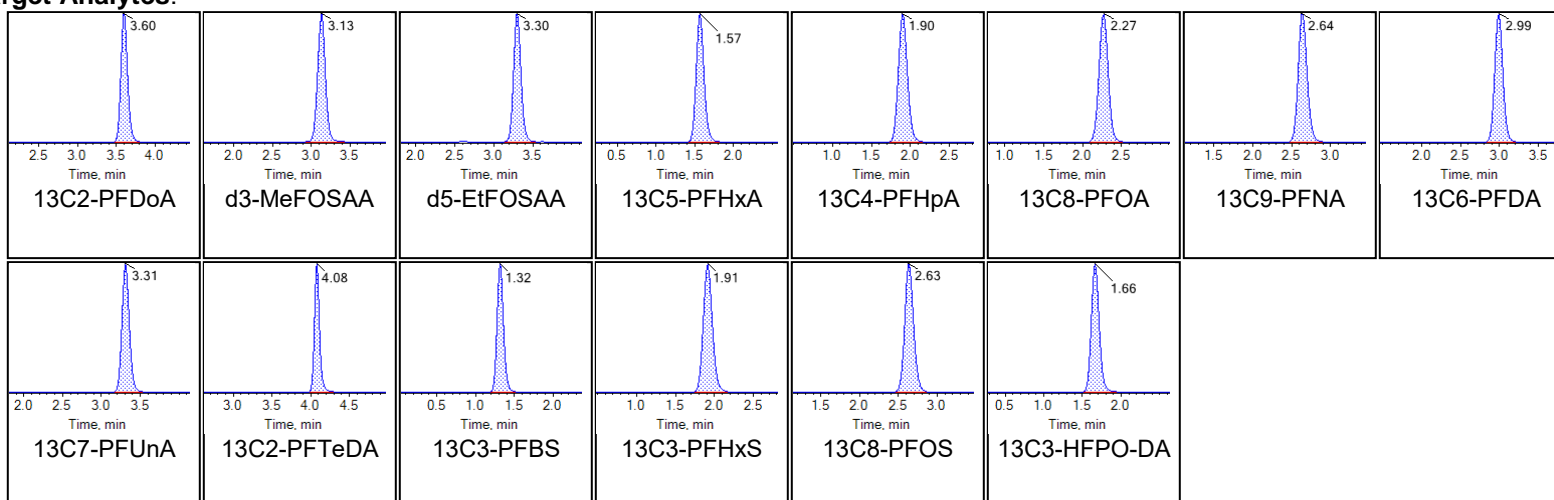 Target Analytes:
3.60 3.13 3.30 1.57 1.90 2.27 2.64 2.99
2.5 3.0 3.5 4.0 2.0 2.5 3.0 3.5 2.0 2.5 3.0 3.5 0.5 1.0 1.5 2.0 1.0 1.5 2.0 2.5 1.0 1.5 2.0 2.5 1.5 2.0 2.5 3.0 2.0 2.5 3.0 3.5
Time, min Time, min Time, min Time, min Time, min Time, min Time, min Time, min
13C2-PFDoA d3-MeFOSAA d5-EtFOSAA 13C5-PFHxA 13C4-PFHpA 13C8-PFOA 13C9-PFNA 13C6-PFDA
3.31 4.08 1.32 1.91 2.63 1.66
2.0 2.5 3.0 3.5 3.0 3.5 4.0 4.5 0.5 1.0 1.5 2.0 1.0 1.5 2.0 2.5 1.5 2.0 2.5 3.0 0.5 1.0 1.5 2.0
Time, min Time, min Time, min Time, min Time, min Time, min
13C7-PFUnA 13C2-PFTeDA 13C3-PFBS 13C3-PFHxS 13C8-PFOS 13C3-HFPO-DA